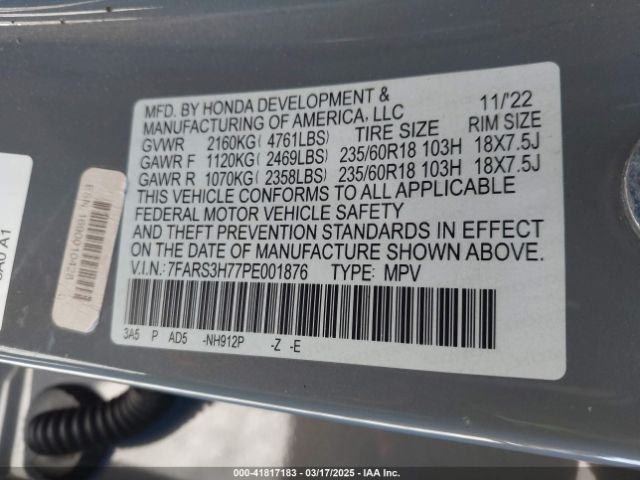 MFD. BY HONDA DEVELOPMENT & 11/'22
MANUFACTURING OF AMERICA, LLC
TIRE SIZE RIM SIZE
GVWR 2160KG( 4761LBS)
GAWR F 1120KG( 2469LBS) 235/60R18 103H 18X7.5J
GAWR R 1070KG( 2358LBS) 235/60R18 103H 18X7.5J
THIS VEHICLE CONFORMS TO ALL APPLICABLE
FEDERAL MOTOR VEHICLE SAFETY
AND THEFT PREVENTION STANDARDS IN EFFECT
ON THE DATE OF MANUFACTURE SHOWN ABOVE.
V.I.N.: 7FARS3H77PE001876 TYPE: MPV
3A5 P AD5 -NH912P -Z -E
A1
000-41817183 - 03/17/2025 - IAA Inc.